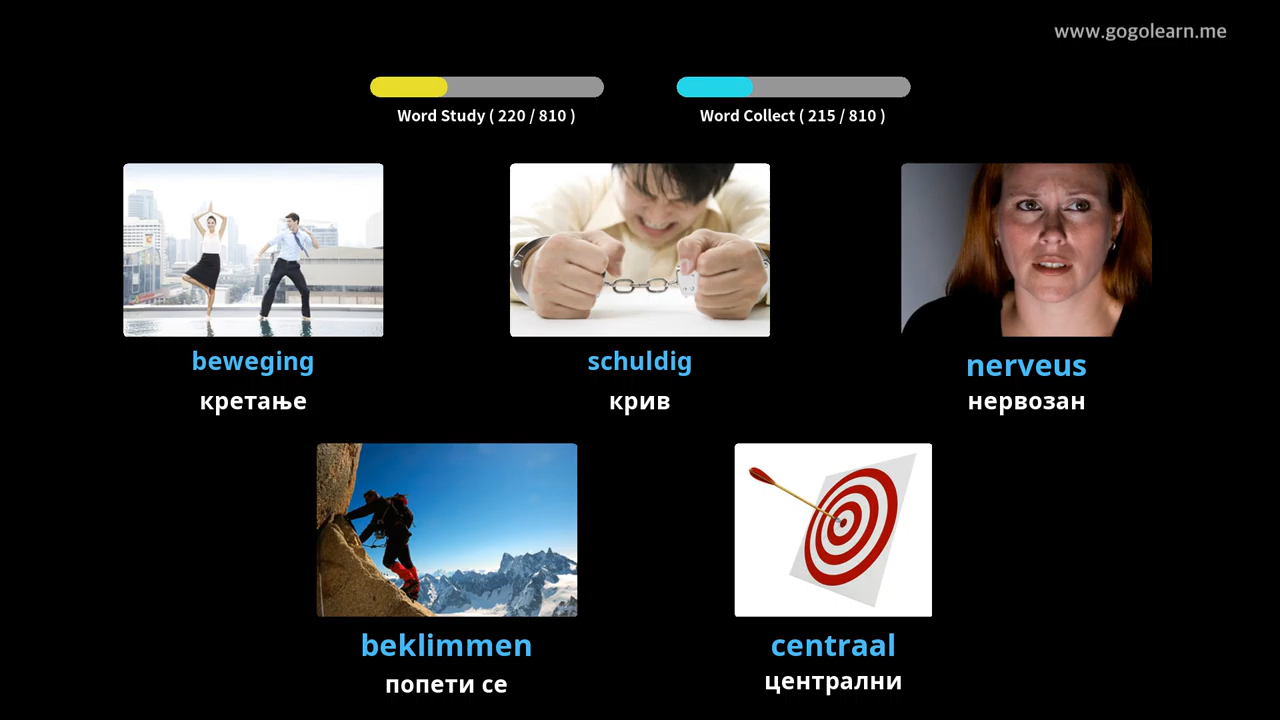 www.gogolearn.me
Word Study ( 220 / 810 )
Word Collect ( 215 / 810 )
beweging
кретање
schuldig
крив
nerveus
нервозан
beklimmen
попети се
centraal
централни